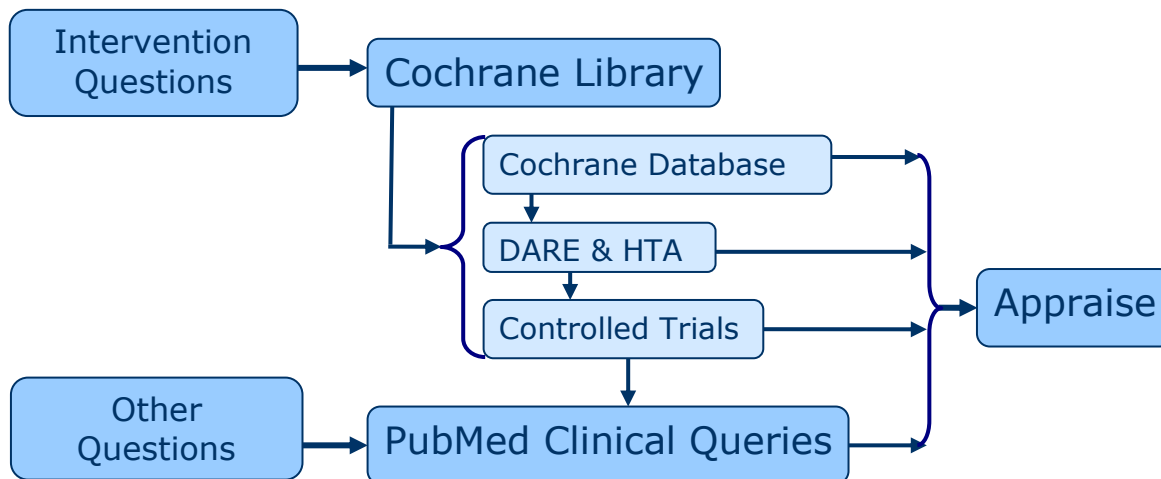 Intervention
Questions
Cochrane Library
Cochrane Database
DARE & HTA
Controlled Trials
Appraise
Other
Questions
PubMed Clinical Queries